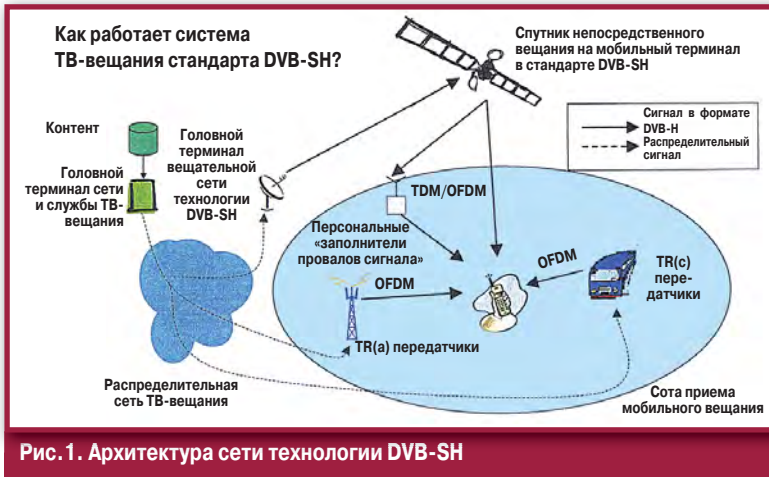 Как работает система
ТВ-вещания стандарта DVB-SH?
Спутник непосредственного
вещания на мобильный терминал
в стандарте DVB-SH
Сигнал в формате
DVB-H
Распределительный
сигнал
Контент
Головной
терминал сети
и службы ТВ-
вещания
Головной
терминал
вещательной
сети
технологии
DVB-SH
TDM/OFDM
Персональные
«заполнители
провалов сигнала»
OFDM
OFDM
TR(c)
пере-
датчики
TR(a) передатчики
Распределительная
сеть ТВ-вещания
Сота приема
мобильного вещания
Рис.1. Архитектура сети технологии DVB-SH